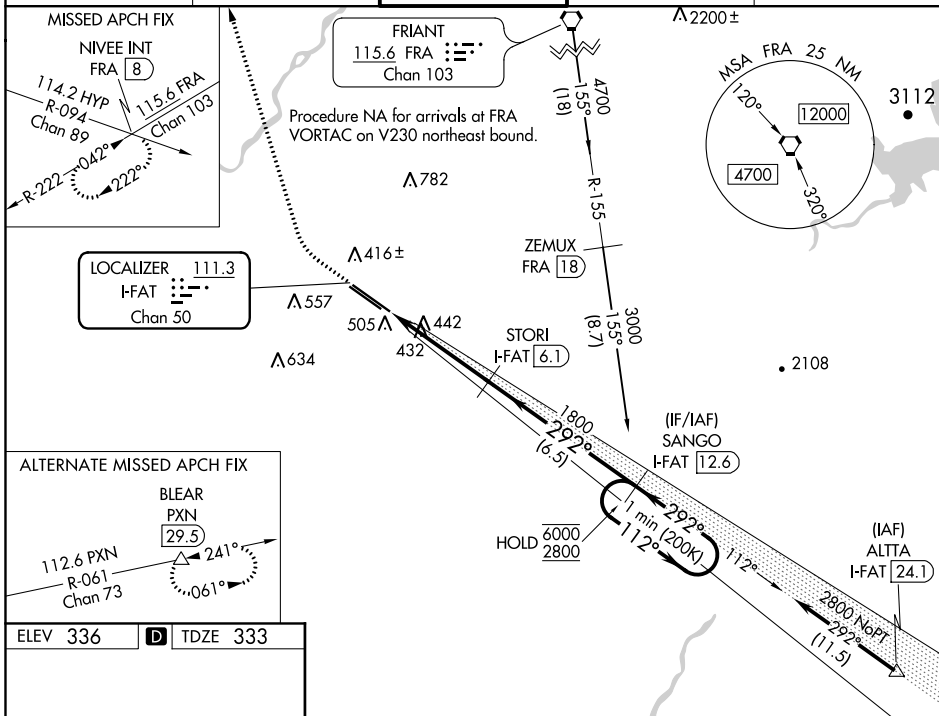 MISSED APCH FIX
NIVEE INT
FRA 8
114.2 HYP
R-094
Chan 89
115.6 FRA
Chan 103
R-222
042°
222°
FRIANT
115.6 FRA
Chan 103
Procedure NA for arrivals at FRA
VORTAC on V230 northeast bound.
2200±
4700
155°
(18)
R-155
MSA FRA 25 NM
120°
12000
4700
320°
3112
782
ZEMUX
FRA 18
3000
155°
(8.7)
LOCALIZER 111.3
I-FAT
Chan 50
416±
557
505
442
432
634
STORI
I-FAT 6.1
2108
1800
292°
(6.5)
(IF/IAF)
SANGO
I-FAT 12.6
HOLD 6000
2800
1 min (200K)
292°
112°
112°
(IAF)
ALTTA
I-FAT 24.1
2800 NoPT
292°
(11.5)
ALTERNATE MISSED APCH FIX
BLEAR
PXN
29.5
112.6 PXN
R-061
Chan 73
241°
061°
ELEV 336
D
TDZE 333